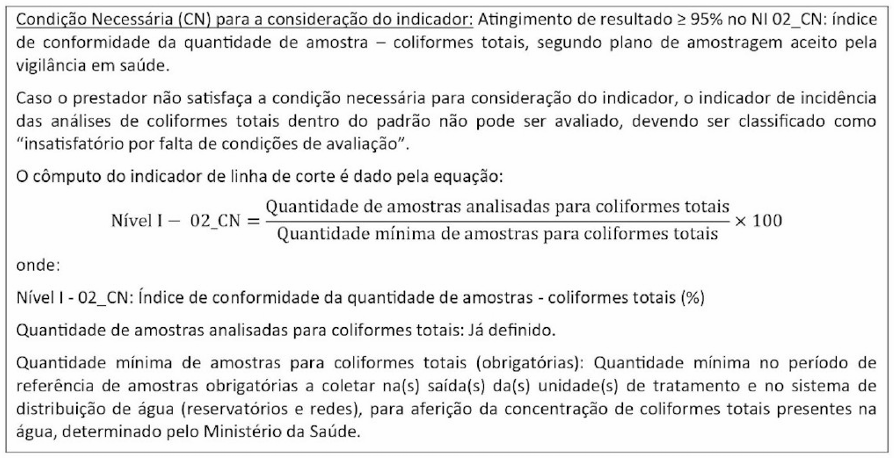 Condição Necessária (CN) para a consideração do indicador: Atingimento de resultado ≥ 95% no NI 02_CN: índice
de conformidade da quantidade de amostra – coliformes totais, segundo plano de amostragem aceito pela
vigilância em saúde.
Caso o prestador não satisfaça a condição necessária para consideração do indicador, o indicador de incidência
das análises de coliformes totais dentro do padrão não pode ser avaliado, devendo ser classificado como
“insatisfatório por falta de condições de avaliação”.
O cômputo do indicador de linha de corte é dado pela equação:
Nível I − 02_CN = Quantidade de amostras analisadas para coliformes totais / Quantidade mínima de amostras para coliformes totais × 100
onde:
Nível I - 02_CN: Índice de conformidade da quantidade de amostras - coliformes totais (%)
Quantidade de amostras analisadas para coliformes totais: Já definido.
Quantidade mínima de amostras para coliformes totais (obrigatórias): Quantidade mínima no período de
referência de amostras obrigatórias a coletar na(s) saída(s) da(s) unidade(s) de tratamento e no sistema de
distribuição de água (reservatórios e redes), para aferição da concentração de coliformes totais presentes na
água, determinado pelo Ministério da Saúde.